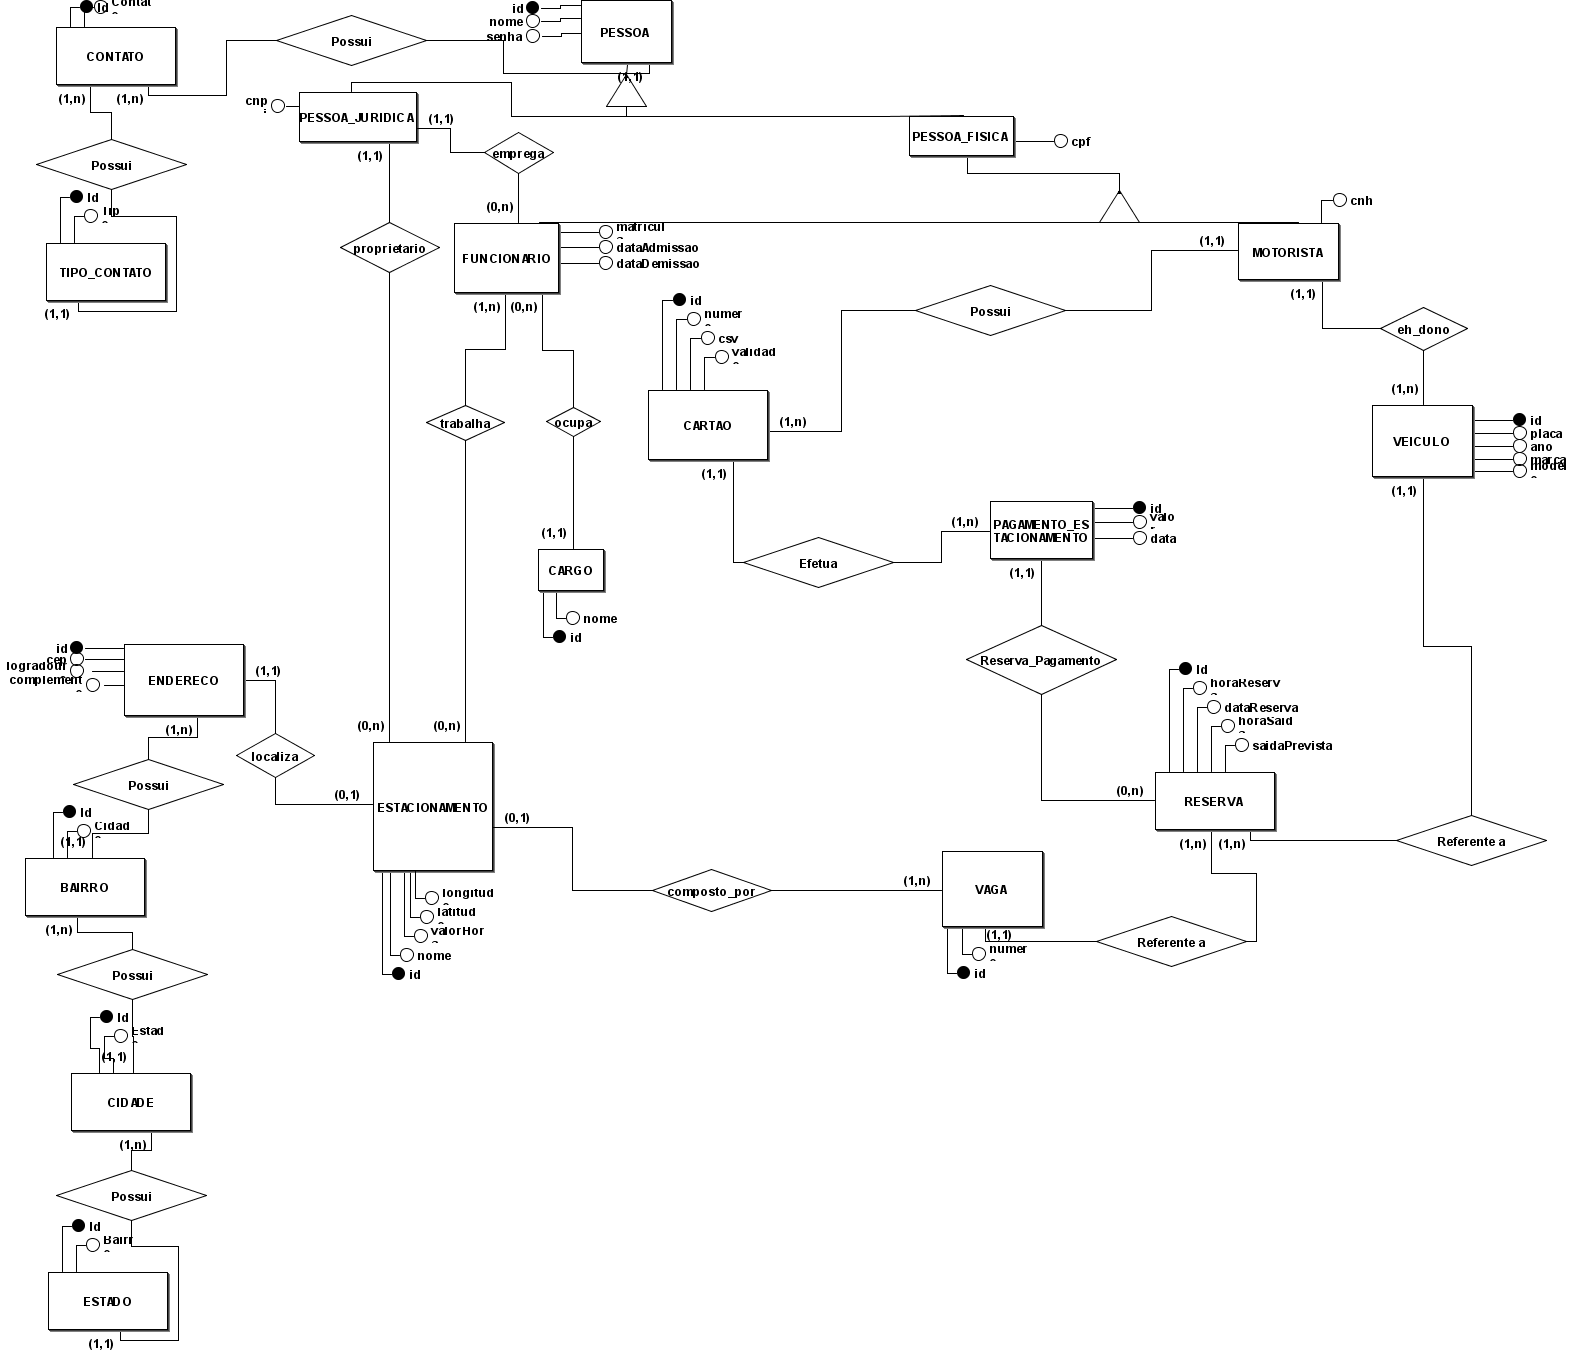 Contat
Id
CONTATO
(1,n)
(1,n)
Possui
id
nome
senha
PESSOA
(1,1)
cnp
PESSOA_JURIDICA
(1,1)
(1,1)
emprega
(0,n)
PESSOA_FISICA
cpf
Possui
Id
Tip
TIPO_CONTATO
(1,1)
proprietario
FUNCIONARIO
matricul
dataAdmissao
dataDemissao
(1,n)
(0,n)
cnh
(1,1)
MOTORISTA
(1,1)
Possui
eh_dono
id
numer
csv
validad
CARTAO
(1,n)
(1,1)
trabalha
ocupa
(1,n)
VEICULO
id
placa
ano
marca
model
(1,1)
(1,1)
CARGO
nome
id
Efetua
(1,n)
PAGAMENTO_ES
TACIONAMENTO
id
valo
r
data
(1,1)
id
cep
logradour
complement
o
ENDERECO
(1,1)
(1,n)
Reserva_Pagamento
Id
horaReserv
dataReserva
horaSaid
saidaPrevista
(0,n)
(0,n)
localiza
Possui
(0,1)
ESTACIONAMENTO
(0,1)
(0,n)
RESERVA
(1,n)
(1,n)
Referente a
Id
Cidad
(1,1)
BAIRRO
(1,n)
longitud
latitud
valorHor
nome
id
composto_por
(1,n)
VAGA
(1,1)
numer
id
Referente a
Possui
Id
Estad
(1,1)
CIDADE
(1,n)
Possui
Id
Bairr
ESTADO
(1,1)